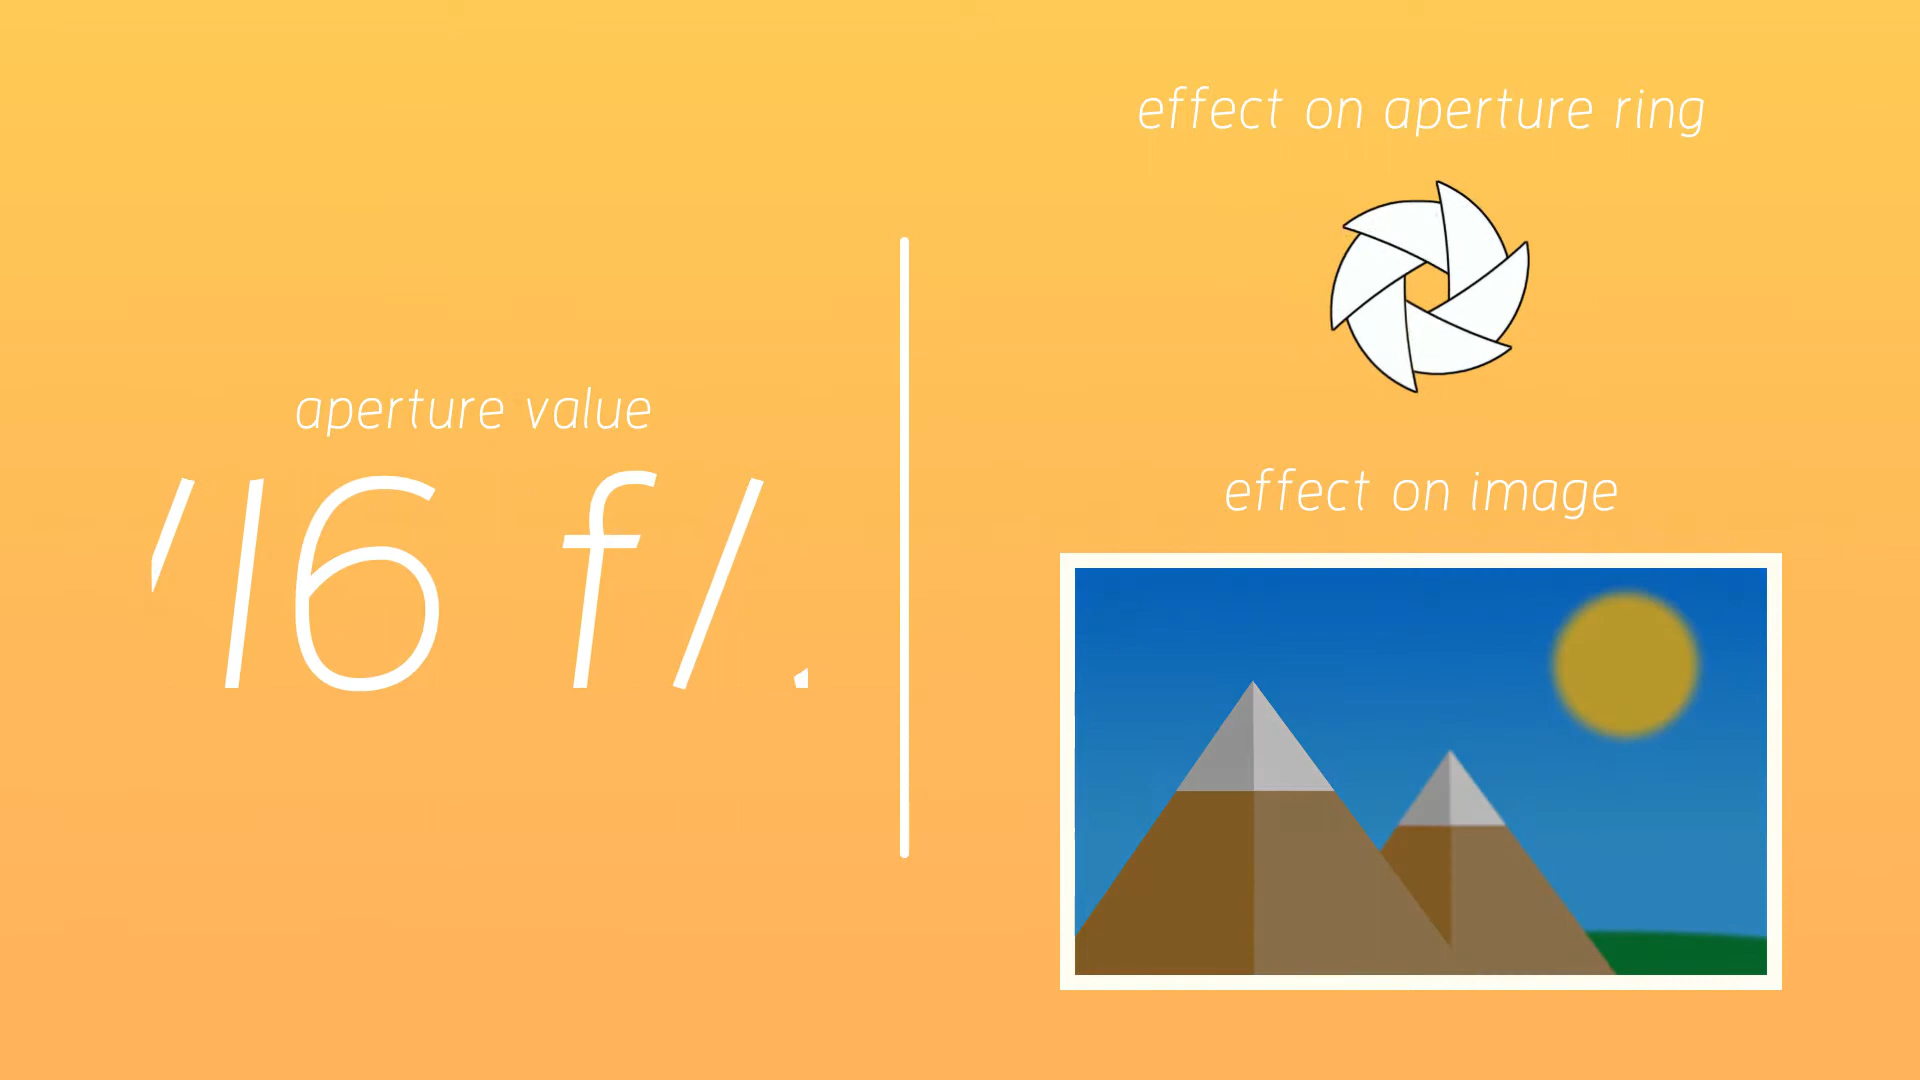 aperture value
/16 f/.
effect on aperture ring
effect on image